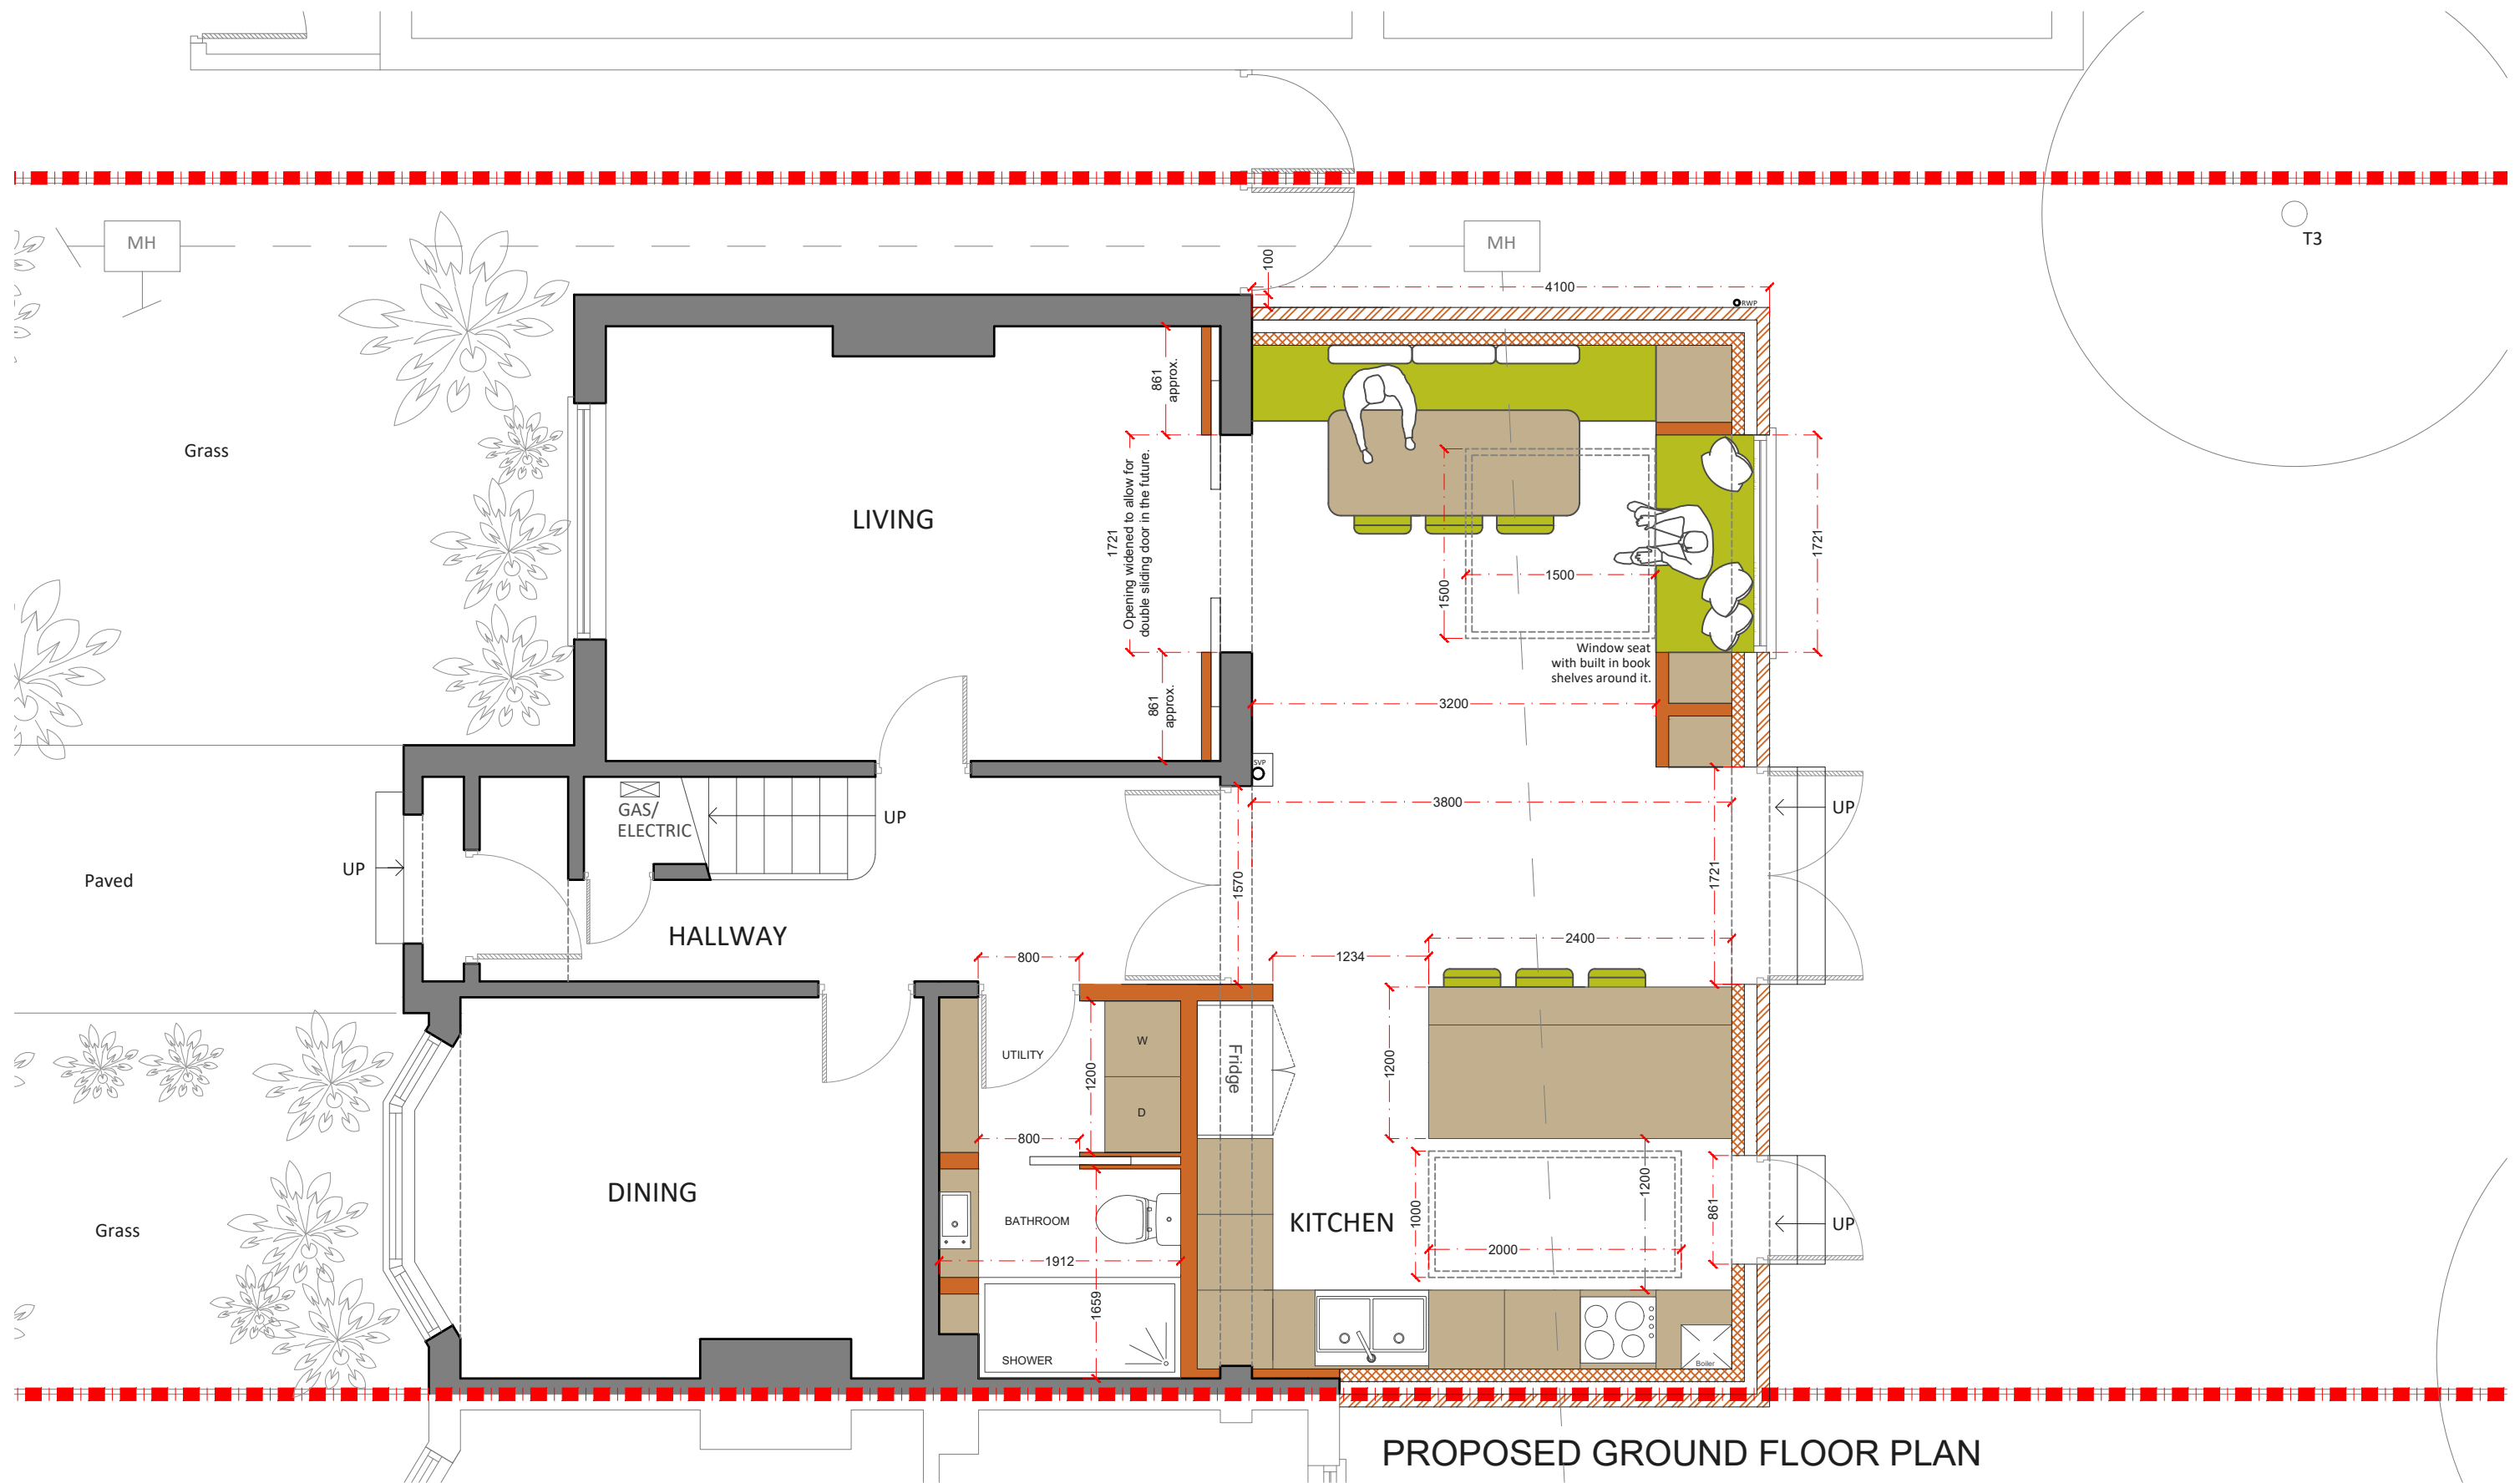 MH
MH
T3
100
4100
RWP
861
approx.
Grass
LIVING
1721
Opening widened to allow for
double sliding door in the future.
1500
1500
1721
Window seat
with built in book
shelves around it.
861
approx.
3200
SVP
GAS/
ELECTRIC
UP
3800
UP
UP
Paved
1570
1721
HALLWAY
800
1234
2400
UTILITY
W
D
1200
Fridge
1200
800
DINING
BATHROOM
KITCHEN
1000
1200
861
UP
Grass
2000
1912
1659
SHOWER
Boiler
PROPOSED GROUND FLOOR PLAN